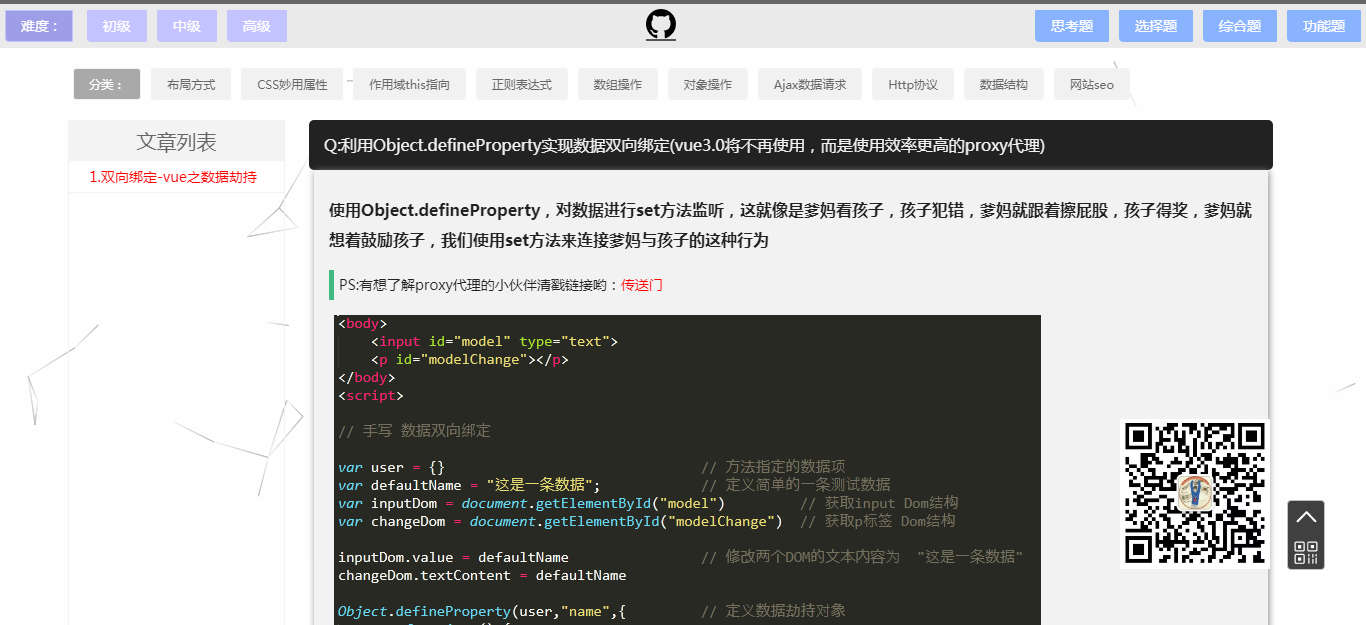 难度： 初级 中级 高级 思考题 选择题 综合题 功能题
分类： 布局方式 CSS妙用属性 作用域this指向 正则表达式 数组操作 对象操作 Ajax数据请求 Http协议 数据结构 网站seo
文章列表
1.双向绑定-vue之数据劫持
Q:利用Object.defineProperty实现数据双向绑定(vue3.0将不再使用，而是使用效率更高的proxy代理)
使用Object.defineProperty，对数据进行set方法监听，这就像是爹妈看孩子，孩子犯错，爹妈就跟着擦屁股，孩子得奖，爹妈就
想着鼓励孩子，我们使用set方法来连接爹妈与孩子的这种行为
PS:有想了解proxy代理的小伙伴清戳链接哟：传送门
<body>
    <input id="model" type="text">
    <p id="modelChange"></p>
</body>
<script>
// 手写 数据双向绑定
var user = {} // 方法指定的数据项
var defaultName = "这是一条数据"; // 定义简单的一条测试数据
var inputDom = document.getElementById("model") // 获取input Dom结构
var changeDom = document.getElementById("modelChange") // 获取p标签 Dom结构
inputDom.value = defaultName // 修改两个DOM的文本内容为 "这是一条数据"
changeDom.textContent = defaultName
Object.defineProperty(user,"name",{ // 定义数据劫持对象